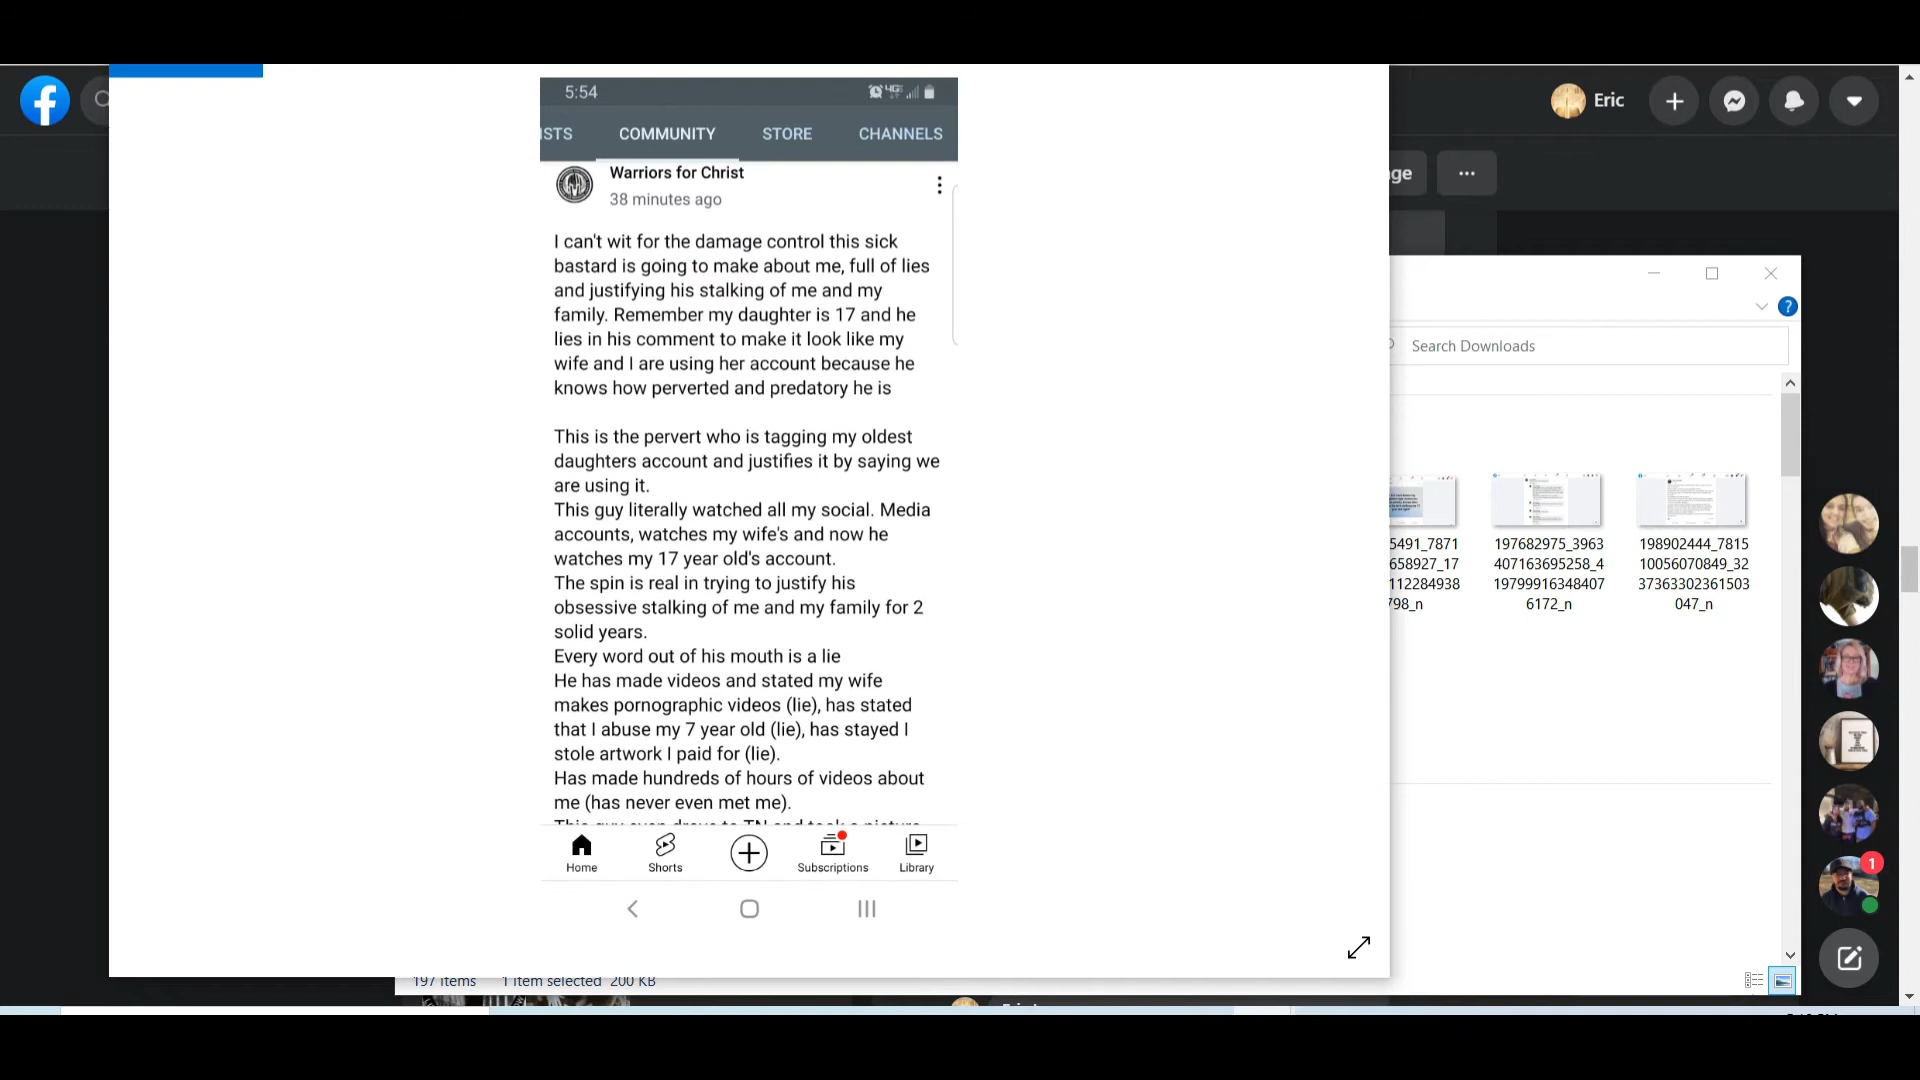 5:54
ISTS COMMUNITY STORE CHANNELS
Warriors for Christ
38 minutes ago
I can't wit for the damage control this sick
bastard is going to make about me, full of lies
and justifying his stalking of me and my
family. Remember my daughter is 17 and he
lies in his comment to make it look like my
wife and I are using her account because he
knows how perverted and predatory he is
This is the pervert who is tagging my oldest
daughters account and justifies it by saying we
are using it.
This guy literally watched all my social. Media
accounts, watches my wife's and now he
watches my 17 year old's account.
The spin is real in trying to justify his
obsessive stalking of me and my family for 2
solid years.
Every word out of his mouth is a lie
He has made videos and stated my wife
makes pornographic videos (lie), has stated
that I abuse my 7 year old (lie), has stayed I
stole artwork I paid for (lie).
Has made hundreds of hours of videos about
me (has never even met me).
This guy even drove to TN and took a picture
Home Shorts Subscriptions Library
Eric
ge
Search Downloads
5491_7871
658927_17
112284938
798_n
197682975_3963
407163695258_4
19799916348407
6172_n
198902444_7815
10056070849_32
37363302361503
047_n
1
197 items 1 item selected 200 KB